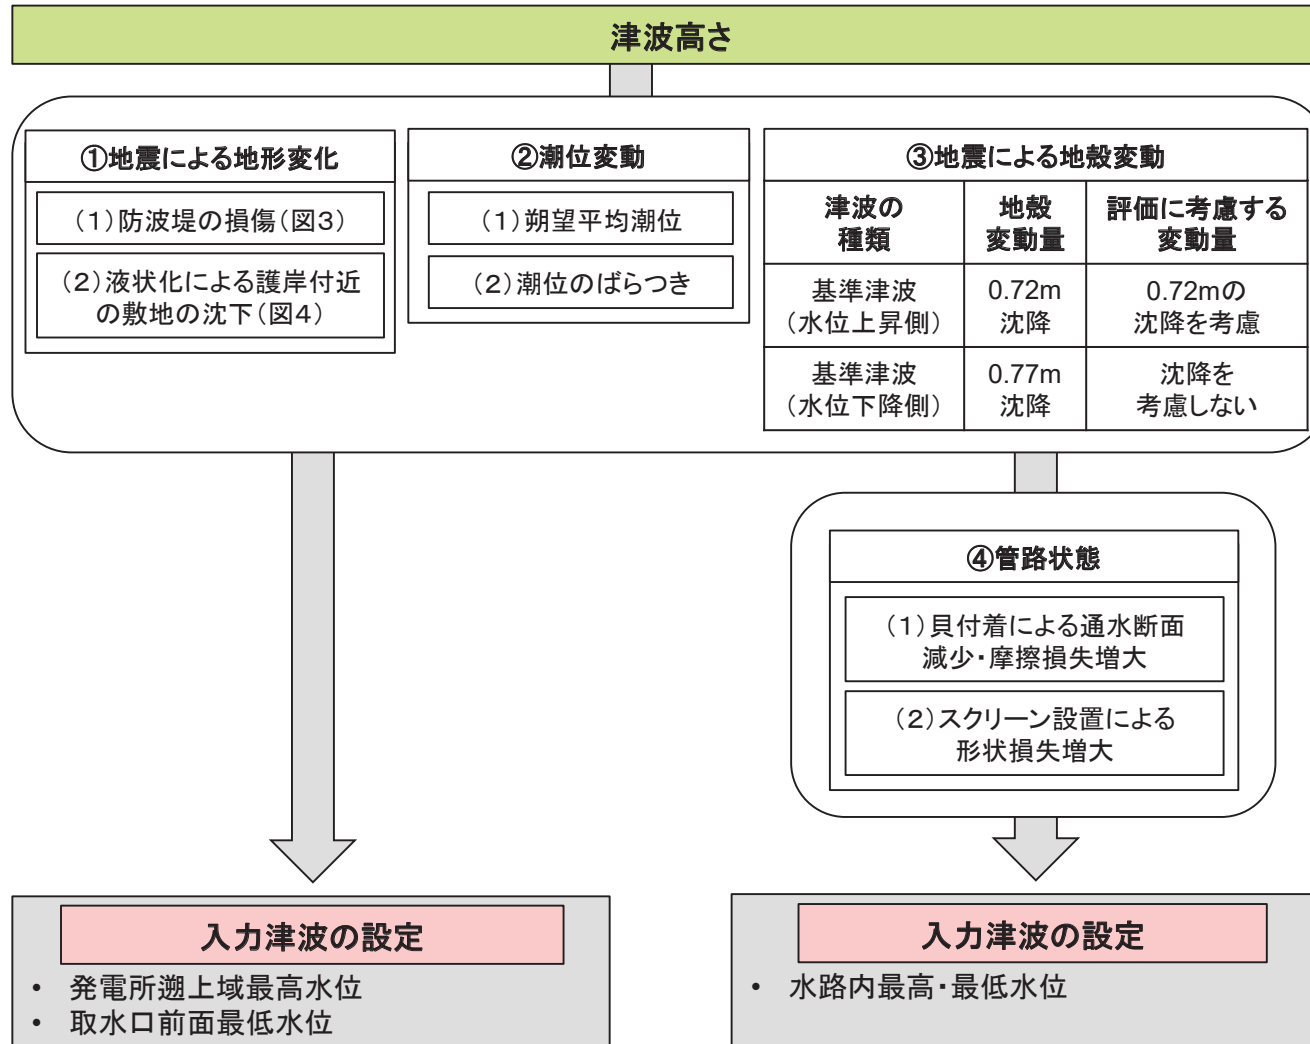 津波高さ
①地震による地形変化
(1)防波堤の損傷(図3)
(2)液状化による護岸付近
の敷地の沈下(図4)
②潮位変動
(1)朔望平均潮位
(2)潮位のばらつき
③地震による地殻変動
津波の
種類
地殻
変動量
評価に考慮する
変動量
基準津波
(水位上昇側)
0.72m
沈降
0.72mの
沈降を考慮
基準津波
(水位下降側)
0.77m
沈降
沈降を
考慮しない
④管路状態
(1)貝付着による通水断面
減少・摩擦損失増大
(2)スクリーン設置による
形状損失増大
入力津波の設定
• 発電所遡上域最高水位
• 取水口前面最低水位
入力津波の設定
• 水路内最高・最低水位